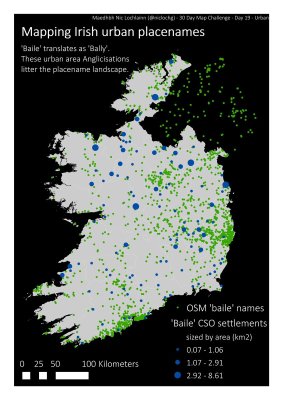 Maedhbh Nic Lochlainn (@niclochg) - 30 Day Map Challenge - Day 19 - Urban
Mapping Irish urban placenames
'Baile' translates as 'Bally'.
These urban area Anglicisations
litter the placename landscape.
OSM 'baile' names
'Baile' CSO settlements
sized by area (km2)
0.07 - 1.06
1.07 - 2.91
2.92 - 8.61
0 25 50 100 Kilometers